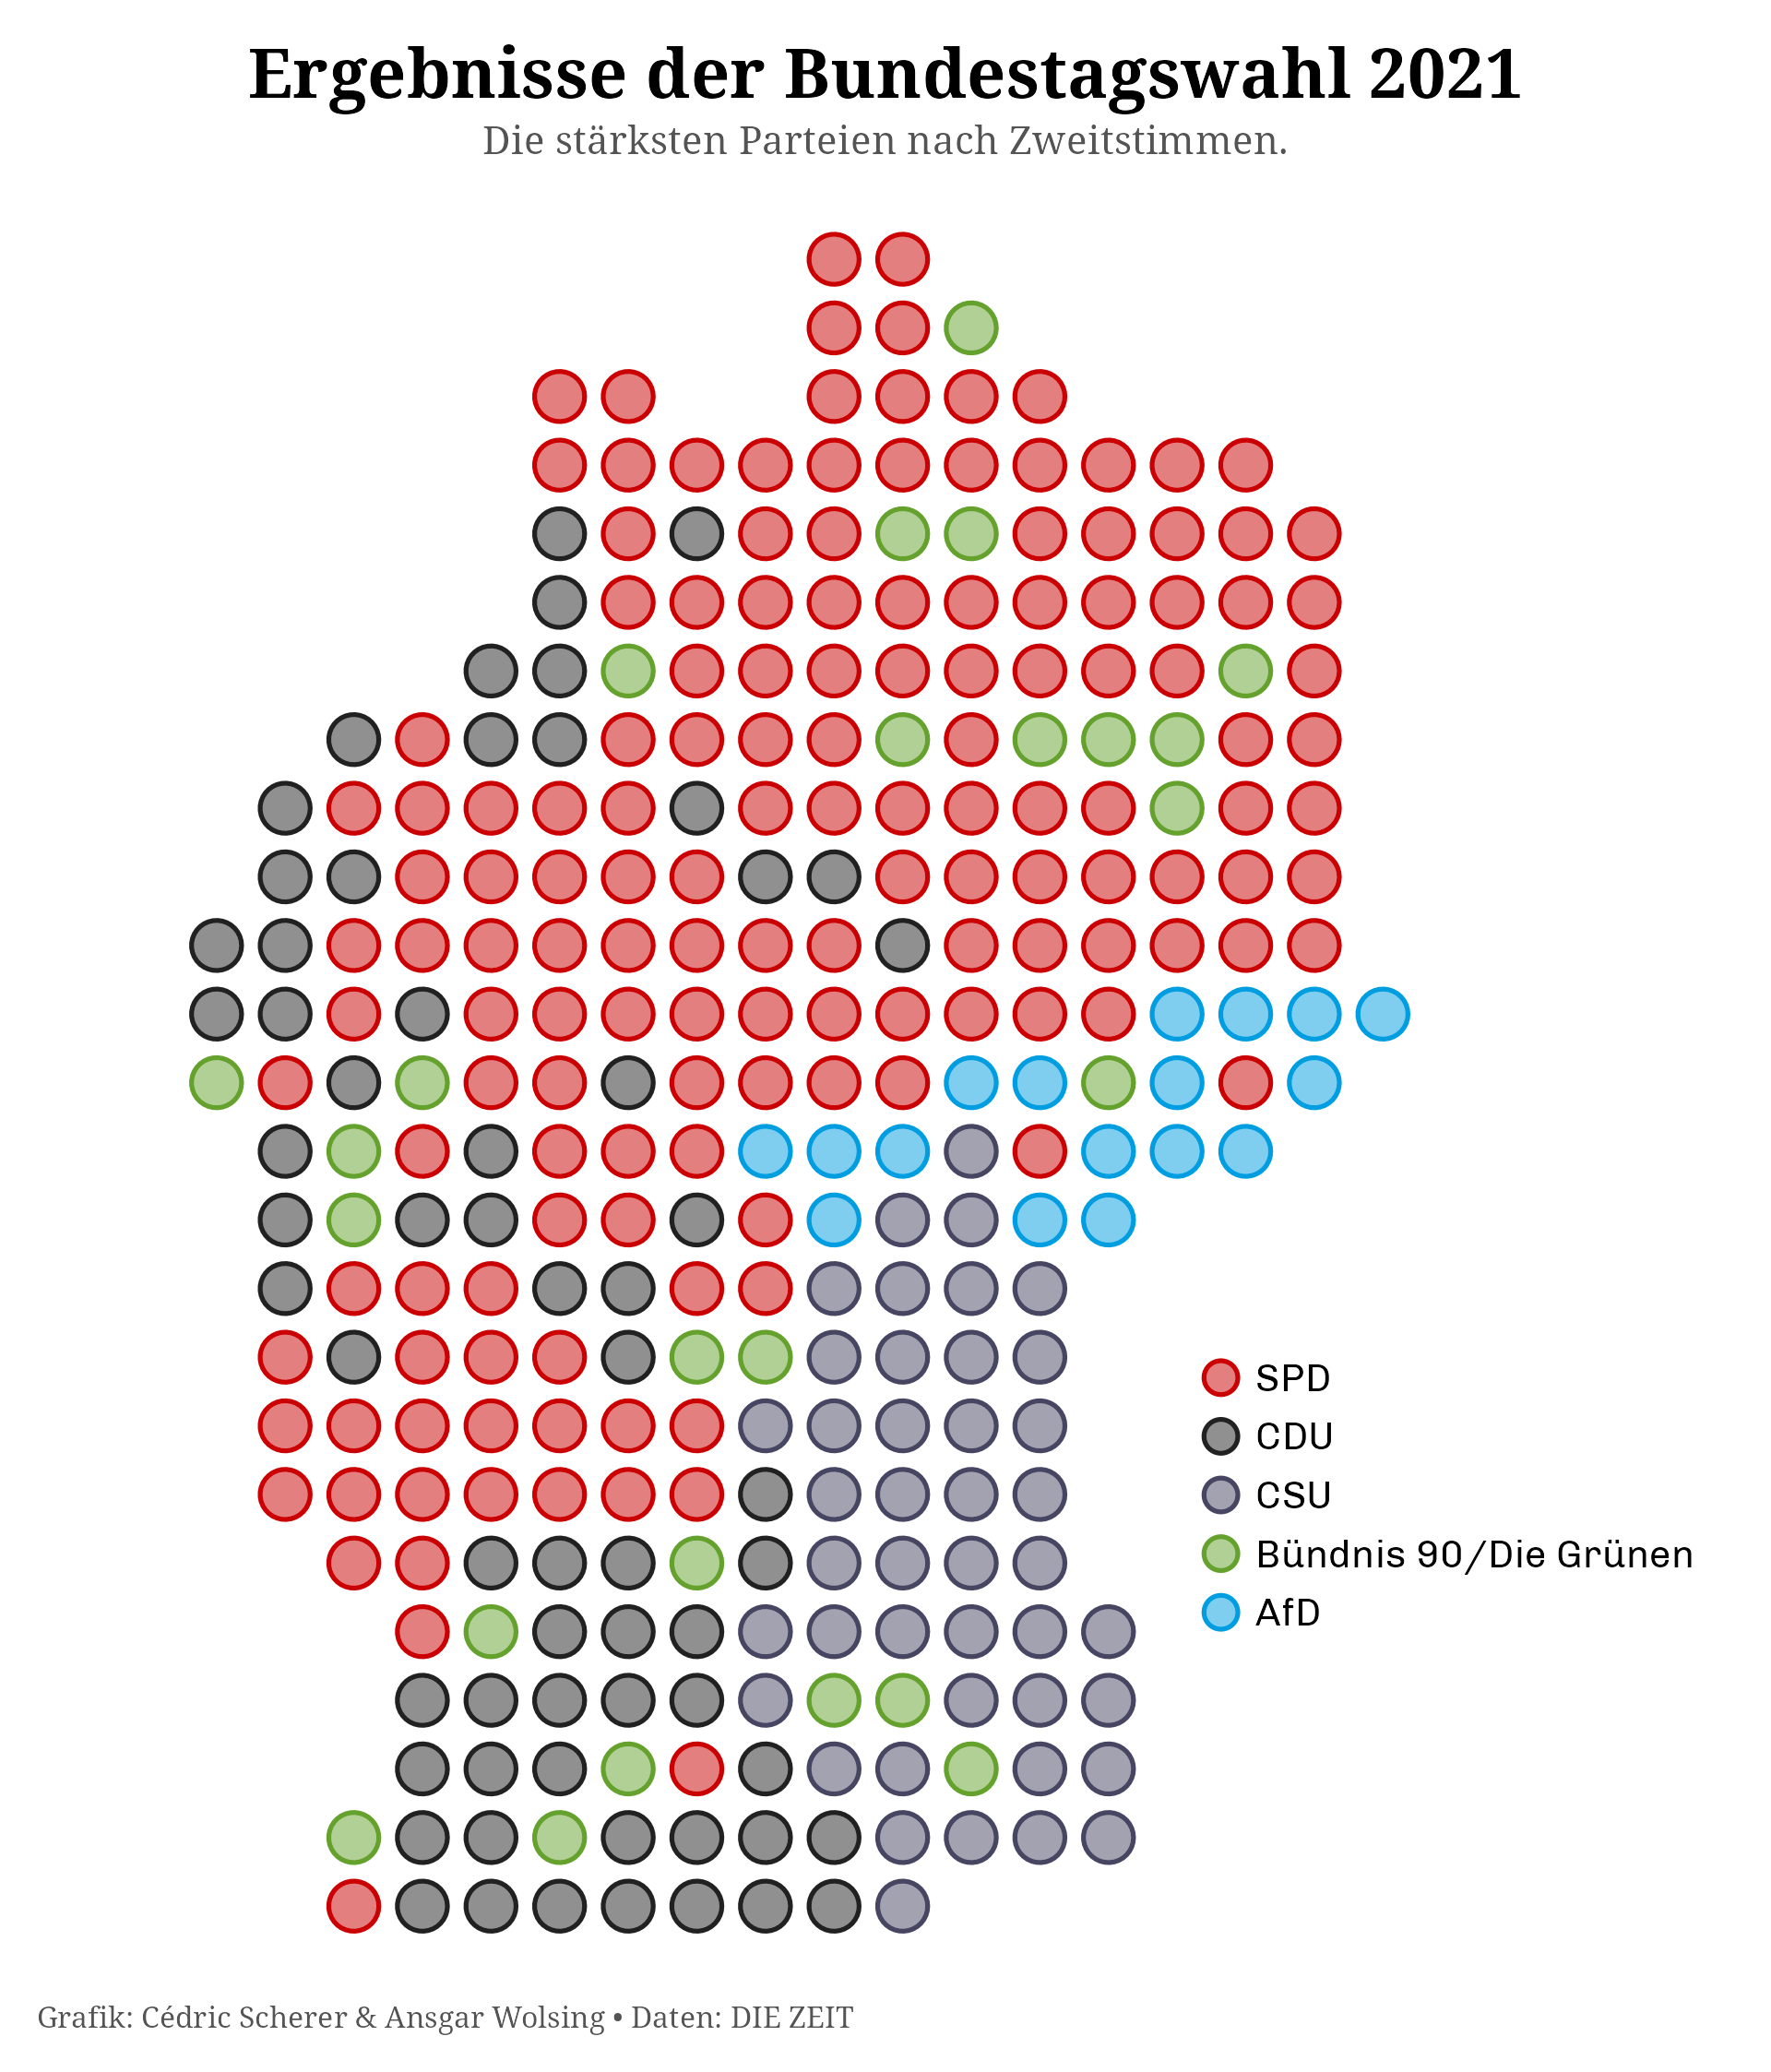 Ergebnisse der Bundestagswahl 2021
Die stärksten Parteien nach Zweitstimmen.
SPD
CDU
CSU
Bündnis 90/Die Grünen
AfD
Grafik: Cédric Scherer & Ansgar Wolsing • Daten: DIE ZEIT